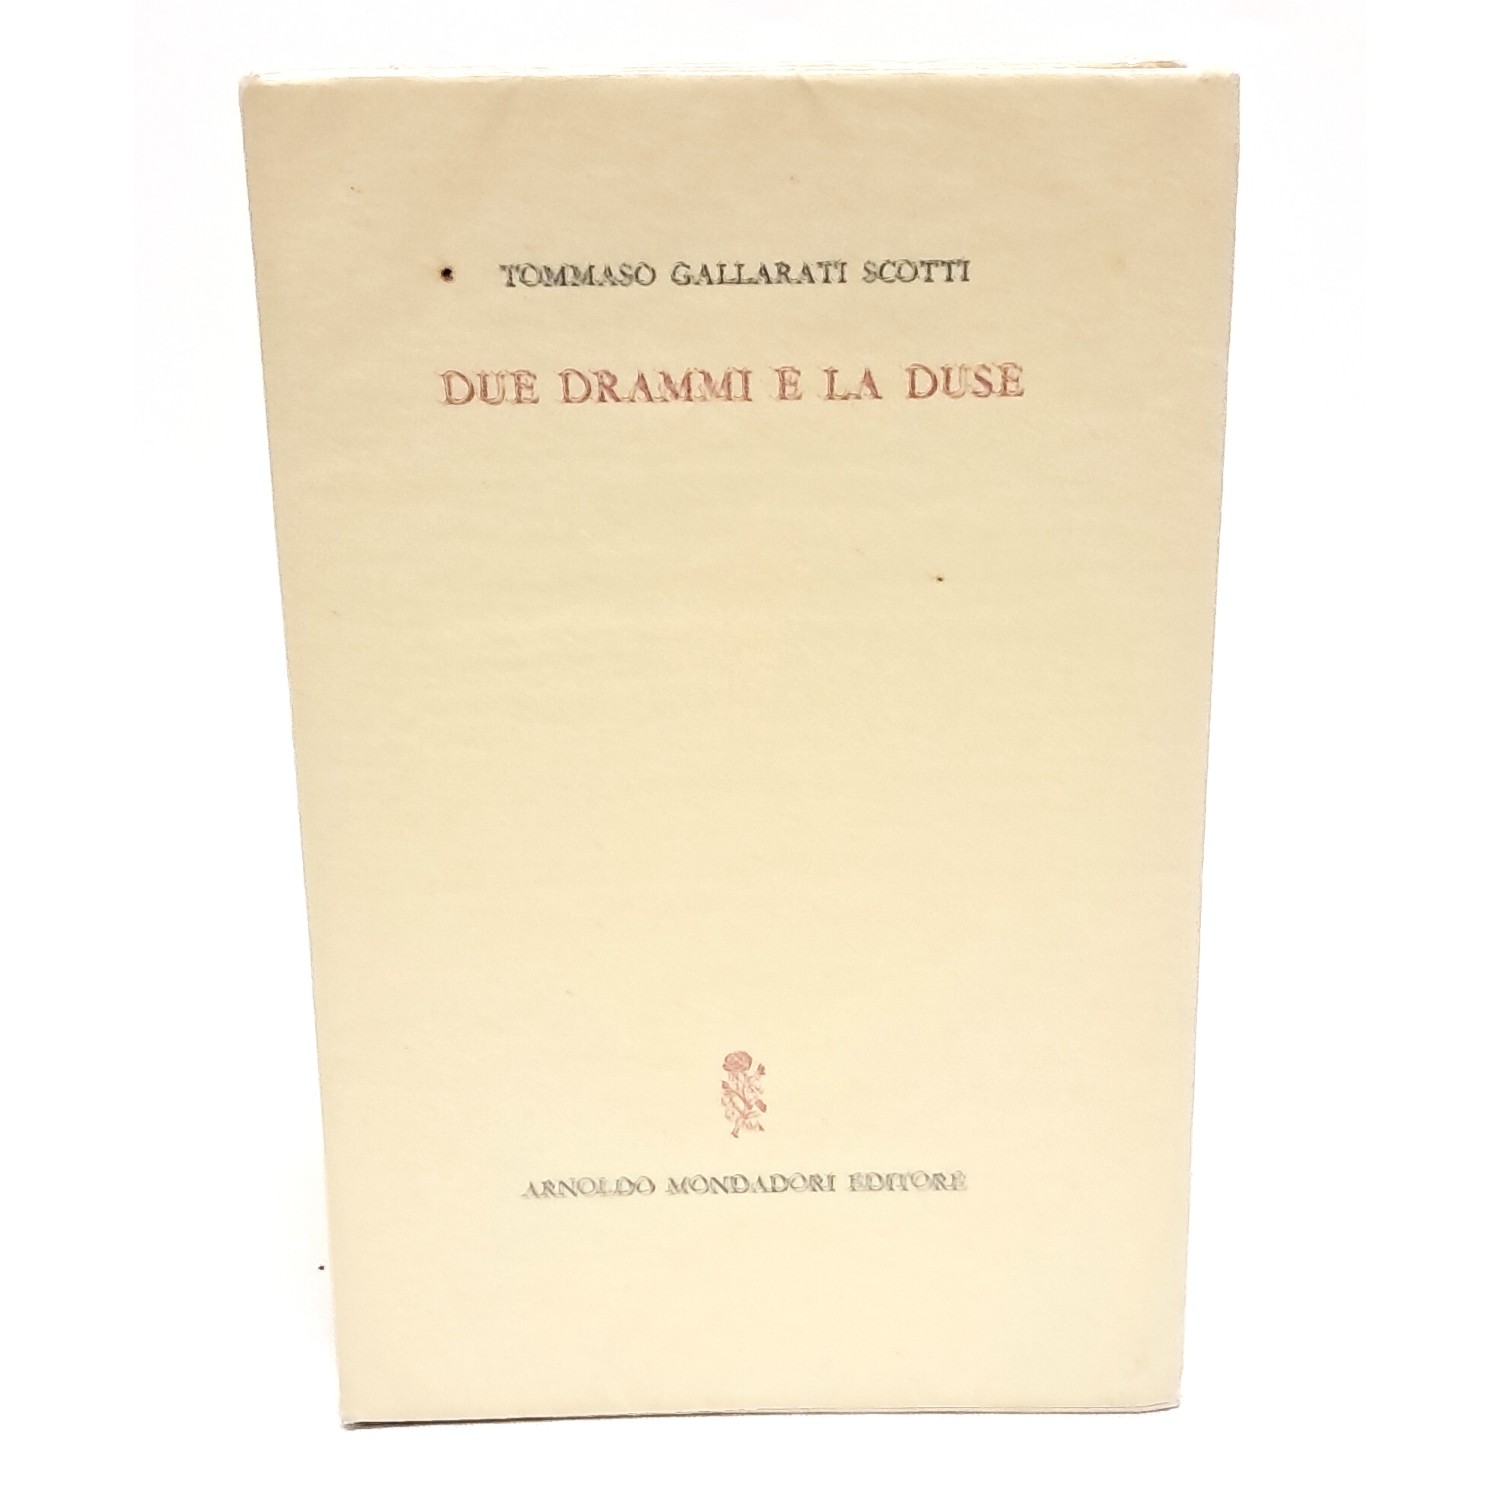 TOMMASO GALLARATI SCOTTI
DUE DRAMMI E LA DUSE
ARNOLDO MONDADORI EDITORE